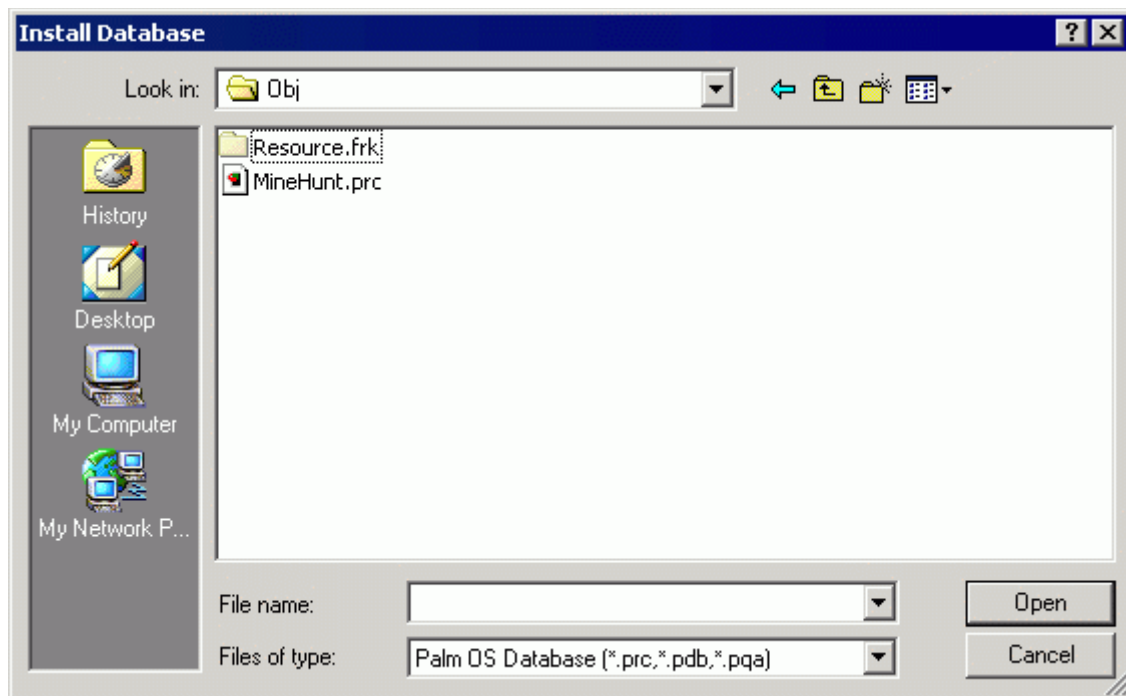 Install Database
Look in: Obj
Resource.frk
MineHunt.prc
History
Desktop
My Computer
My Network P...
File name:
Open
Files of type: Palm OS Database (*.prc,*.pdb,*.pqa)
Cancel